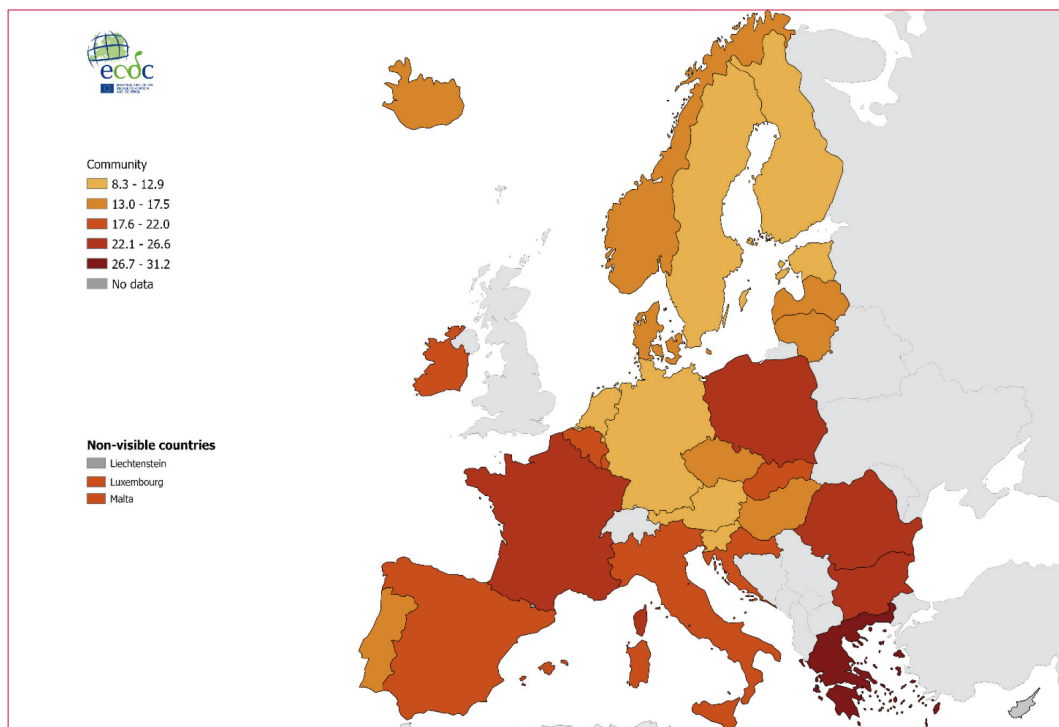 ecdc
Community
8.3 - 12.9
13.0 - 17.5
17.6 - 22.0
22.1 - 26.6
26.7 - 31.2
No data
Non-visible countries
Liechtenstein
Luxembourg
Malta